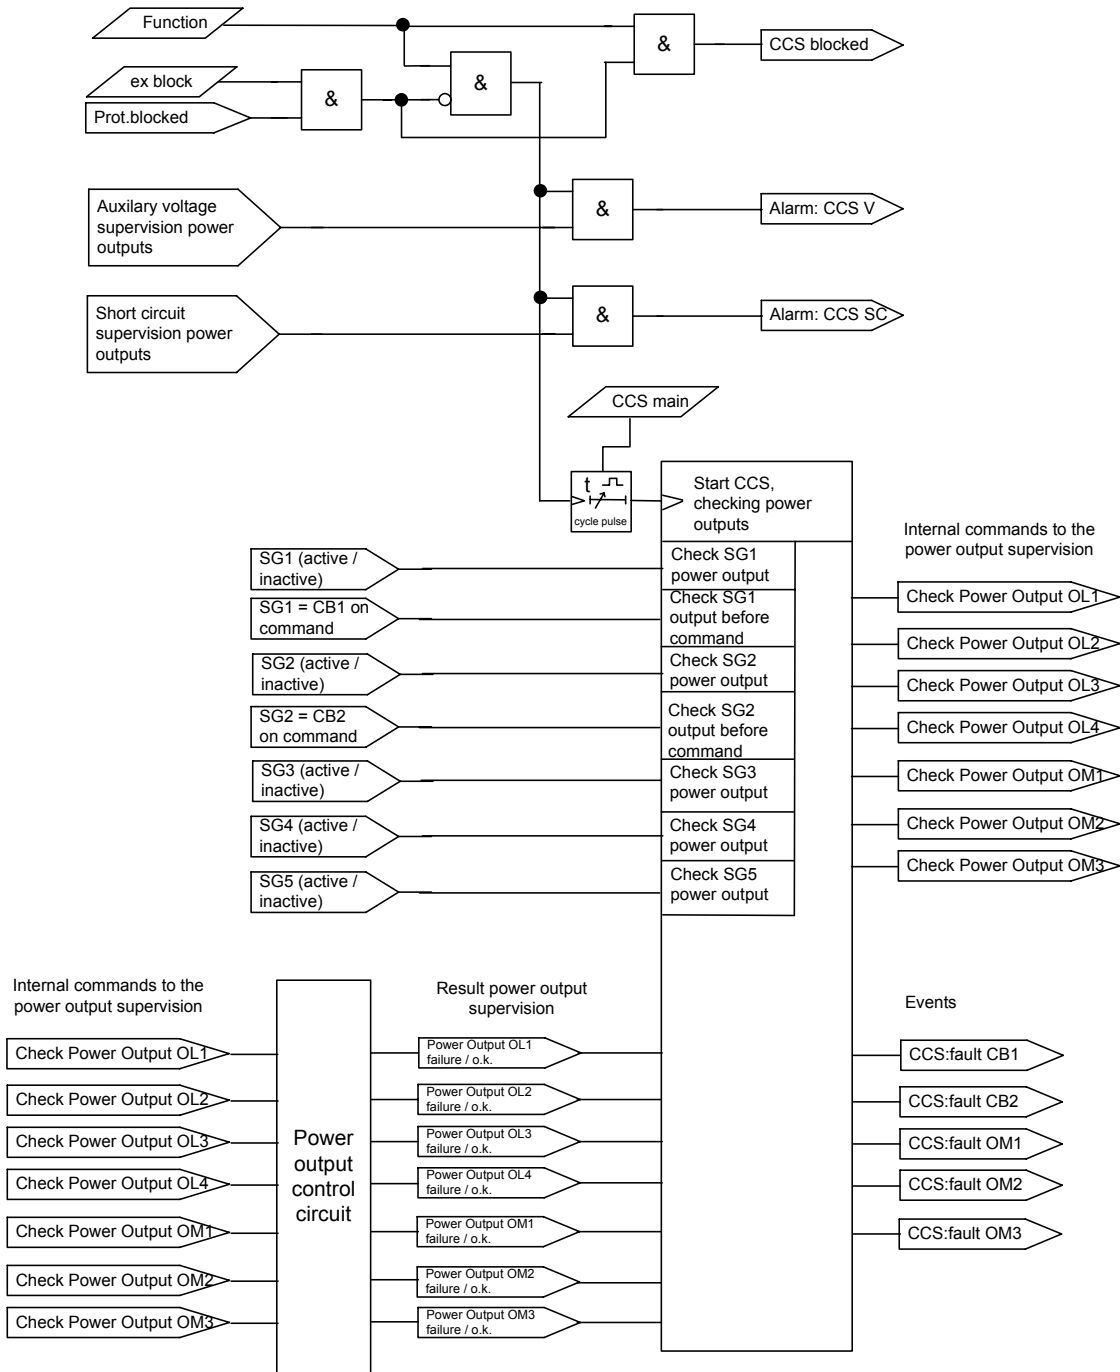 Function
&
CCS blocked
ex block
&
&
Prot.blocked
Auxilary voltage
supervision power
outputs
&
Alarm: CCS V
Short circuit
supervision power
outputs
&
Alarm: CCS SC
CCS main
t
cycle pulse
Start CCS,
checking power
outputs
Internal commands to the
power output supervision
SG1 (active /
inactive)
Check SG1
power output
SG1 = CB1 on
command
Check SG1
output before
command
SG2 (active /
inactive)
Check SG2
power output
SG2 = CB2
on command
Check SG2
output before
command
SG3 (active /
inactive)
Check SG3
power output
SG4 (active /
inactive)
Check SG4
power output
SG5 (active /
inactive)
Check SG5
power output
Check Power Output OL1
Check Power Output OL2
Check Power Output OL3
Check Power Output OL4
Check Power Output OM1
Check Power Output OM2
Check Power Output OM3
Internal commands to the
power output supervision
Check Power Output OL1
Check Power Output OL2
Check Power Output OL3
Check Power Output OL4
Check Power Output OM1
Check Power Output OM2
Check Power Output OM3
Power
output
control
circuit
Result power output
supervision
Power Output OL1
failure / o.k.
Power Output OL2
failure / o.k.
Power Output OL3
failure / o.k.
Power Output OL4
failure / o.k.
Power Output OM1
failure / o.k.
Power Output OM2
failure / o.k.
Power Output OM3
failure / o.k.
Events
CCS:fault CB1
CCS:fault CB2
CCS:fault OM1
CCS:fault OM2
CCS:fault OM3